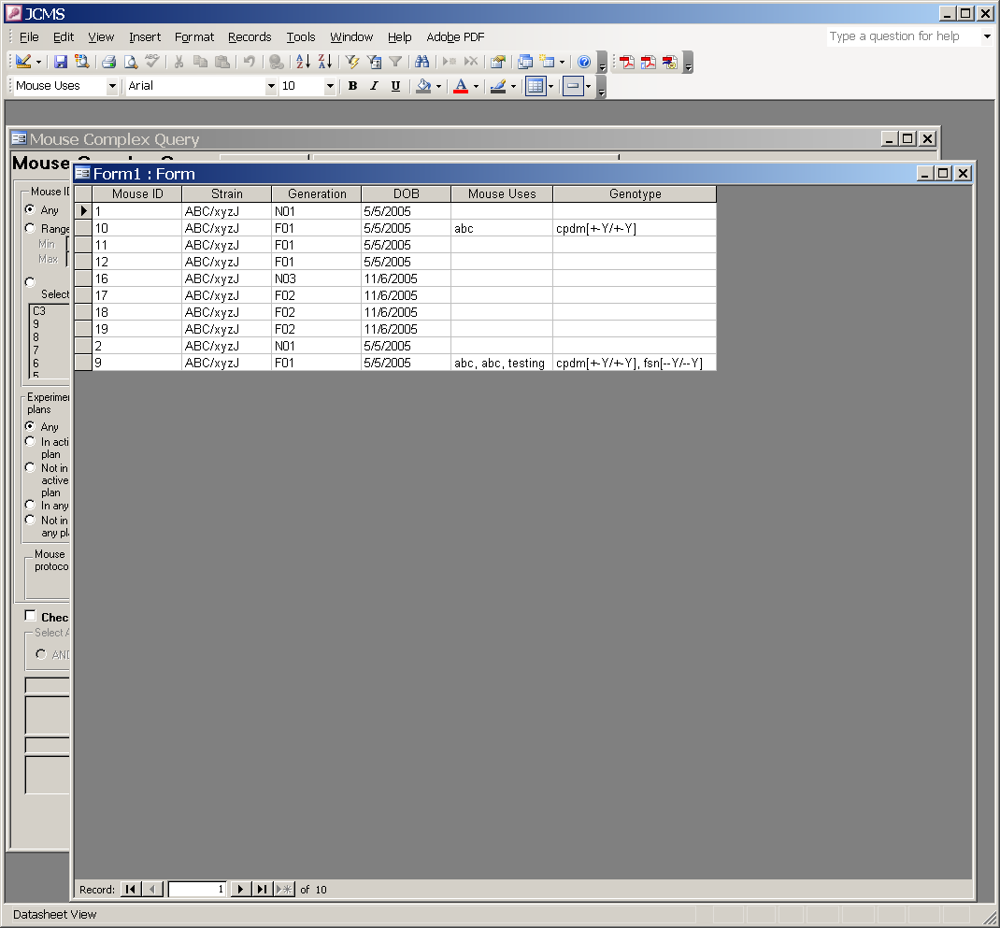 JCMS
File Edit View Insert Format Records Tools Window Help Adobe PDF
Type a question for help
Mouse Uses Arial 10 B I U A
Mouse Complex Query
Mouse
Form1 : Form
Mouse ID Strain Generation DOB Mouse Uses Genotype
1 ABC/xyzJ N01 5/5/2005
10 ABC/xyzJ F01 5/5/2005 abc cpdm[+-Y/+-Y]
11 ABC/xyzJ F01 5/5/2005
12 ABC/xyzJ F01 5/5/2005
16 ABC/xyzJ N03 11/6/2005
17 ABC/xyzJ F02 11/6/2005
18 ABC/xyzJ F02 11/6/2005
19 ABC/xyzJ F02 11/6/2005
2 ABC/xyzJ N01 5/5/2005
9 ABC/xyzJ F01 5/5/2005 abc, abc, testing cpdm[+-Y/+-Y], fsn[--Y/--Y]
Mouse ID
Any
Range
Min
Max
Select
C3
9
8
7
6
5
Experimen
plans
Any
In acti
plan
Not in
active
plan
In any
Not in
any pl
Mouse
protoco
Chec
Select A
AND
Record: 1 of 10
Datasheet View